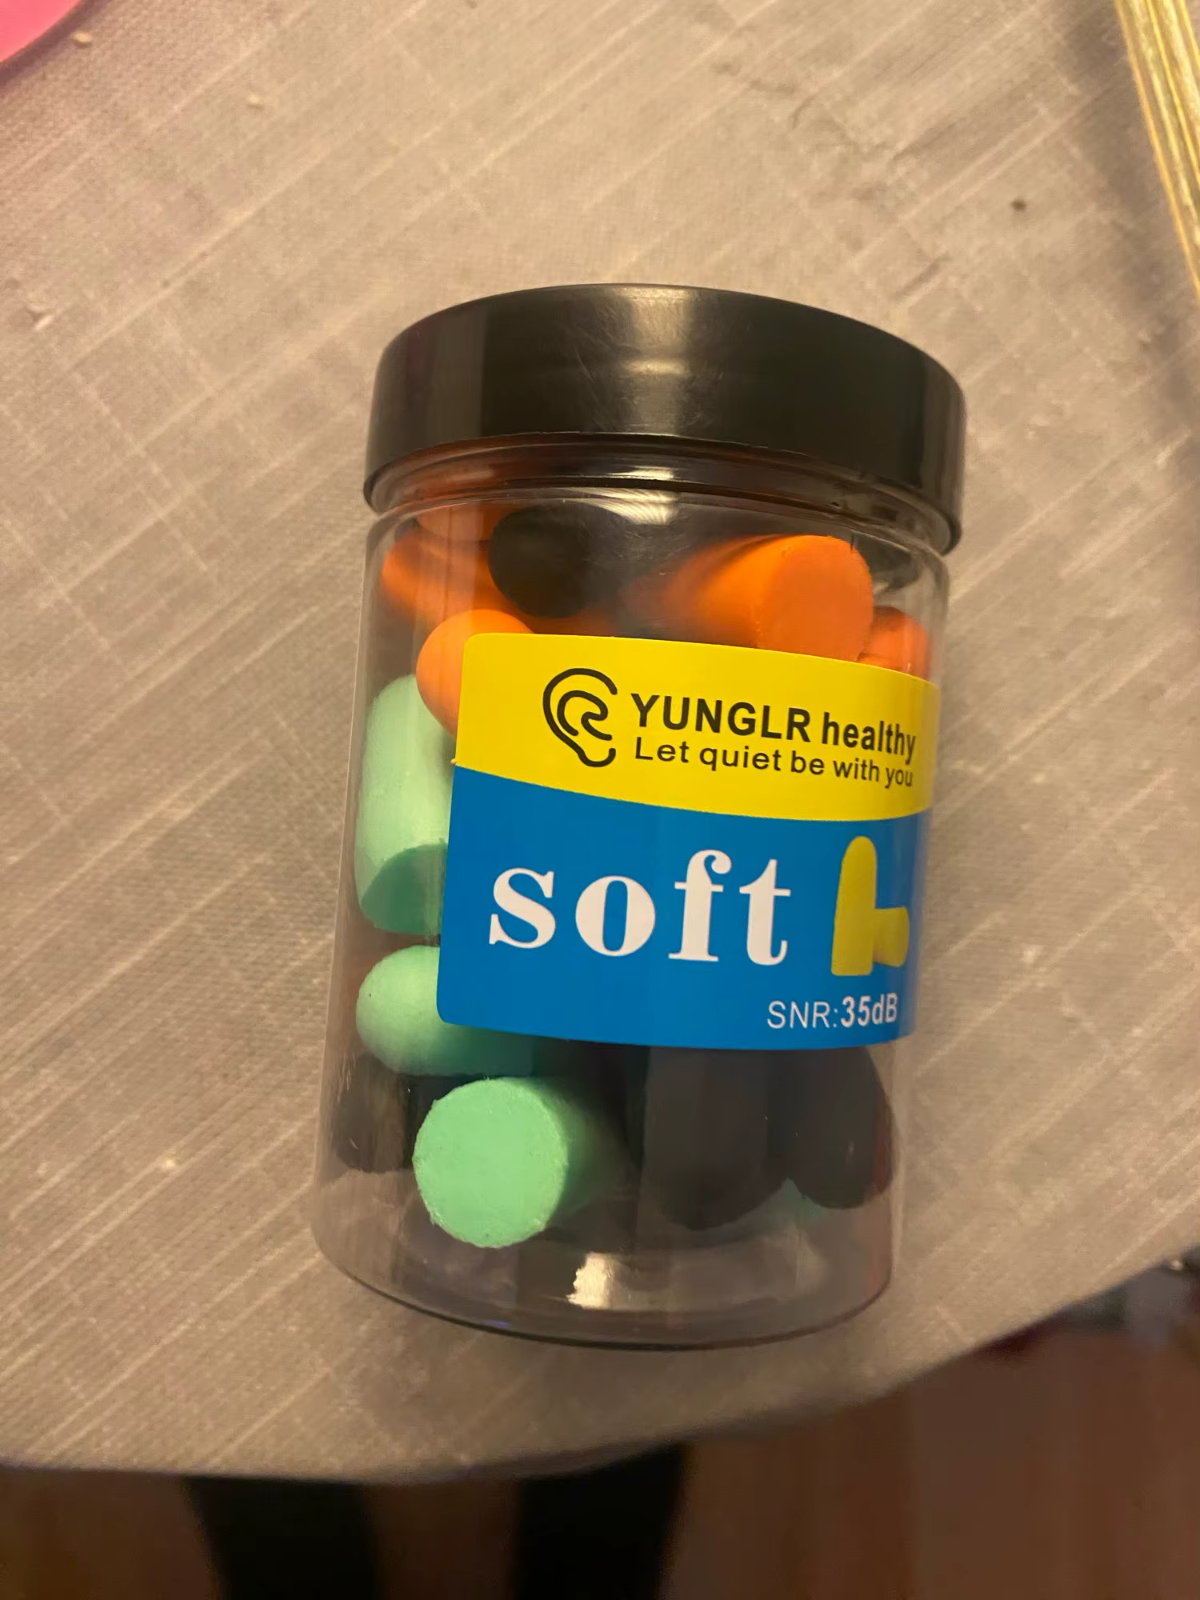 YUNGLR healthy
Let quiet be with you
soft
SNR:35dB